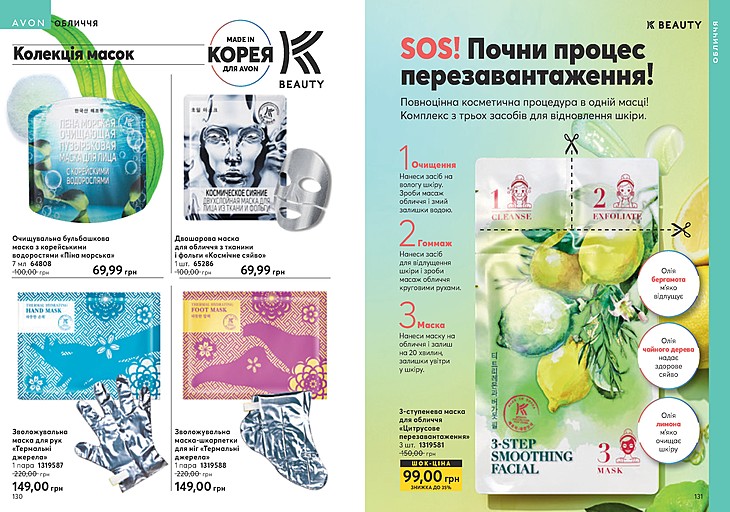 AVON ОБЛИЧЧЯ
Колекція масок
MADE IN
КОРЕЯ
ДЛЯ AVON
K
BEAUTY
ПЕНА МОРСКАЯ
ОЧИЩАЮЩАЯ
ПУЗЫРЬКОВАЯ
МАСКА ДЛЯ ЛИЦА
С КОРЕЙСКИМИ
ВОДОРОСЛЯМИ
КОСМИЧЕСКОЕ СИЯНИЕ
ДВУХСЛОЙНАЯ МАСКА ДЛЯ
ЛИЦА ИЗ ТКАНИ И ФОЛЬГИ
Очищувальна бульбашкова
маска з корейськими
водоростями «Піна морська»
7 мл 64808
100,00 грн
69,99 грн
Двошарова маска
для обличчя з тканини
і фольги «Космічне сяйво»
1 шт. 65286
100,00 грн
69,99 грн
THERMAL HYDRATING
HAND MASK
THERMAL HYDRATING
FOOT MASK
Зволожувальна
маска для рук
«Термальні
джерела»
1 пара 1319587
220,00 грн
149,00 грн
Зволожувальна
маска-шкарпетки
для ніг «Термальні
джерела»
1 пара 1319588
220,00 грн
149,00 грн
130
K BEAUTY
ОБЛИЧЧЯ
SOS! Почни процес
перезавантаження!
Повноцінна косметична процедура в одній масці!
Комплекс з трьох засобів для відновлення шкіри.
1 Очищення
Нанеси засіб на
вологу шкіру.
Зроби масаж
обличчя і змий
залишки водою.
2 Гоммаж
Нанеси засіб
для відлущення
шкіри і зроби
масаж обличчя
круговими рухами.
3 Маска
Нанеси маску на
обличчя і залиш
на 20 хвилин,
залишки увітри
у шкіру.
1
CLEANSE
2
EXFOLIATE
Олія
бергамота
м'яко
відлущує
Олія
чайного дерева
надає
здорове
сяйво
Олія
лимона
м'яко
очищає
шкіру
3-STEP
SMOOTHING
FACIAL
3
MASK
3-ступенева маска
для обличчя
«Цитрусове
перезавантаження»
3 шт. 1319581
150,00 грн
ШОК-ЦІНА
99,00 грн
ЗНИЖКА ДО 25%
131